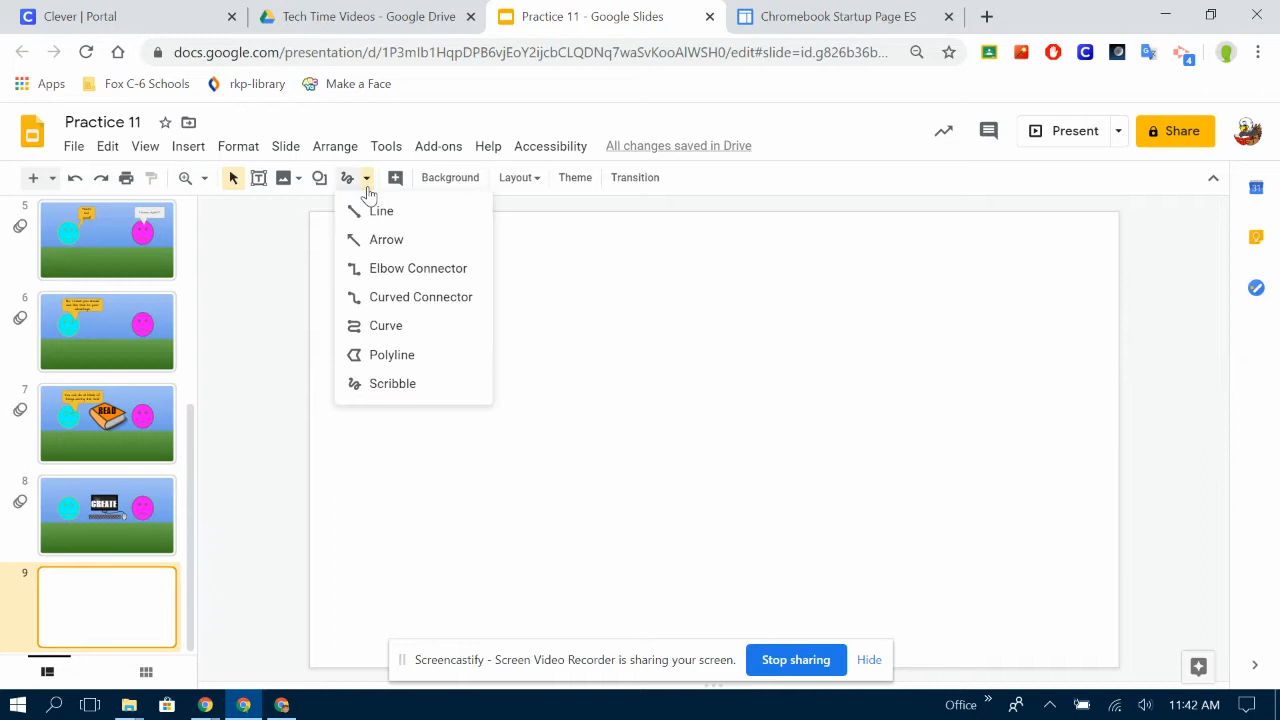 Clever | Portal
Tech Time Videos - Google Drive
Practice 11 - Google Slides
Chromebook Startup Page ES
docs.google.com/presentation/d/1P3mIb1HqpDPB6vjEoY2ijcbCLQDNq7waSvKooAlWSH0/edit#slide=id.g826b36b...
4
Apps
Fox C-6 Schools
rkp-library
Make a Face
Practice 11
Present
Share
File Edit View Insert Format Slide Arrange Tools Add-ons Help Accessibility All changes saved in Drive
Background Layout Theme Transition
31
Line
Arrow
Elbow Connector
Curved Connector
Curve
Polyline
Scribble
5
6
7
READ
8
CREATE
9
Screencastify - Screen Video Recorder is sharing your screen.
Stop sharing
Hide
Office
11:42 AM